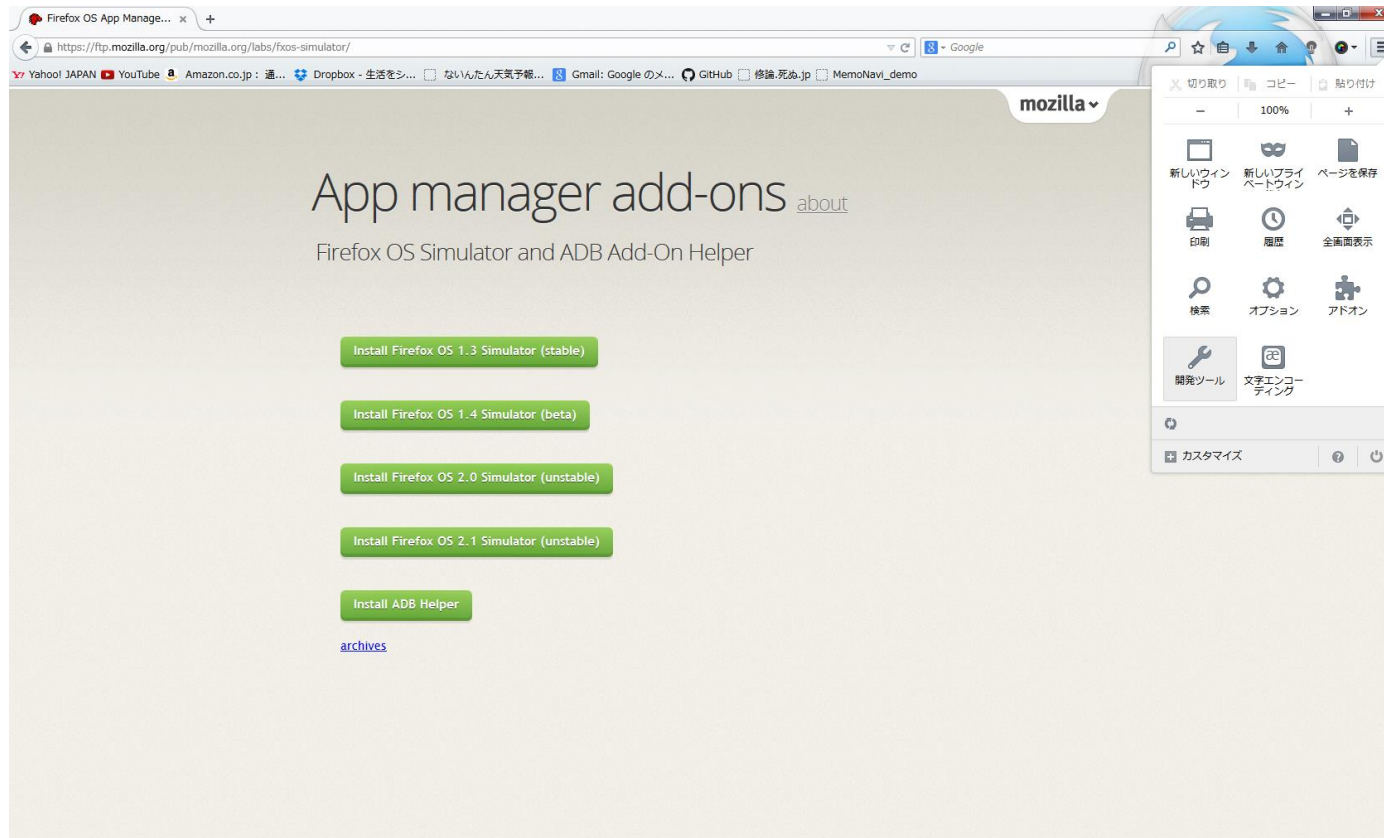 Firefox OS App Manage... × +
https://ftp.mozilla.org/pub/mozilla.org/labs/fxos-simulator/
8 - Google
Yahoo! JAPAN YouTube Amazon.co.jp : 通... Dropbox - 生活をシ... ないんたん天気予報... Gmail: Google のメ... GitHub 修論.死ぬ.jp MemoNavi_demo
mozilla
App manager add-ons about
Firefox OS Simulator and ADB Add-On Helper
Install Firefox OS 1.3 Simulator (stable)
Install Firefox OS 1.4 Simulator (beta)
Install Firefox OS 2.0 Simulator (unstable)
Install Firefox OS 2.1 Simulator (unstable)
Install ADB Helper
archives
切り取り コピー 貼り付け
− 100% +
新しいウィン
ドウ
新しいプライ
ベートウィン
ページを保存
印刷 履歴 全画面表示
検索 オプション アドオン
開発ツール
文字エンコー
ディング
カスタマイズ